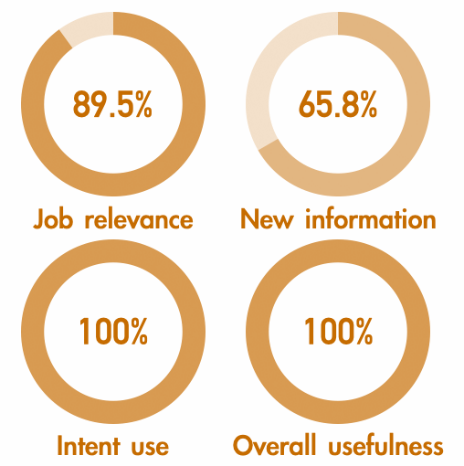 89.5%
65.8%
Job relevance
New information
100%
100%
Intent use
Overall usefulness